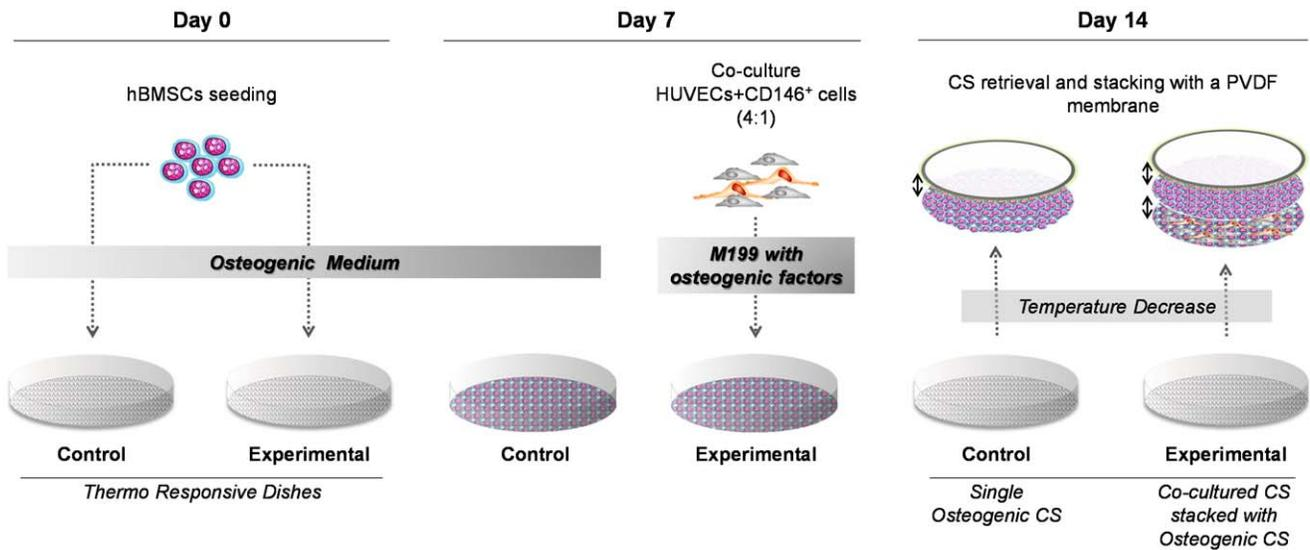 Day 0
hBMSCs seeding
Osteogenic Medium
Control
Experimental
Thermo Responsive Dishes
Day 7
Co-culture
HUVECs+CD146⁺ cells
(4:1)
M199 with
osteogenic factors
Control
Experimental
Day 14
CS retrieval and stacking with a PVDF
membrane
Temperature Decrease
Control
Single
Osteogenic CS
Experimental
Co-cultured CS
stacked with
Osteogenic CS